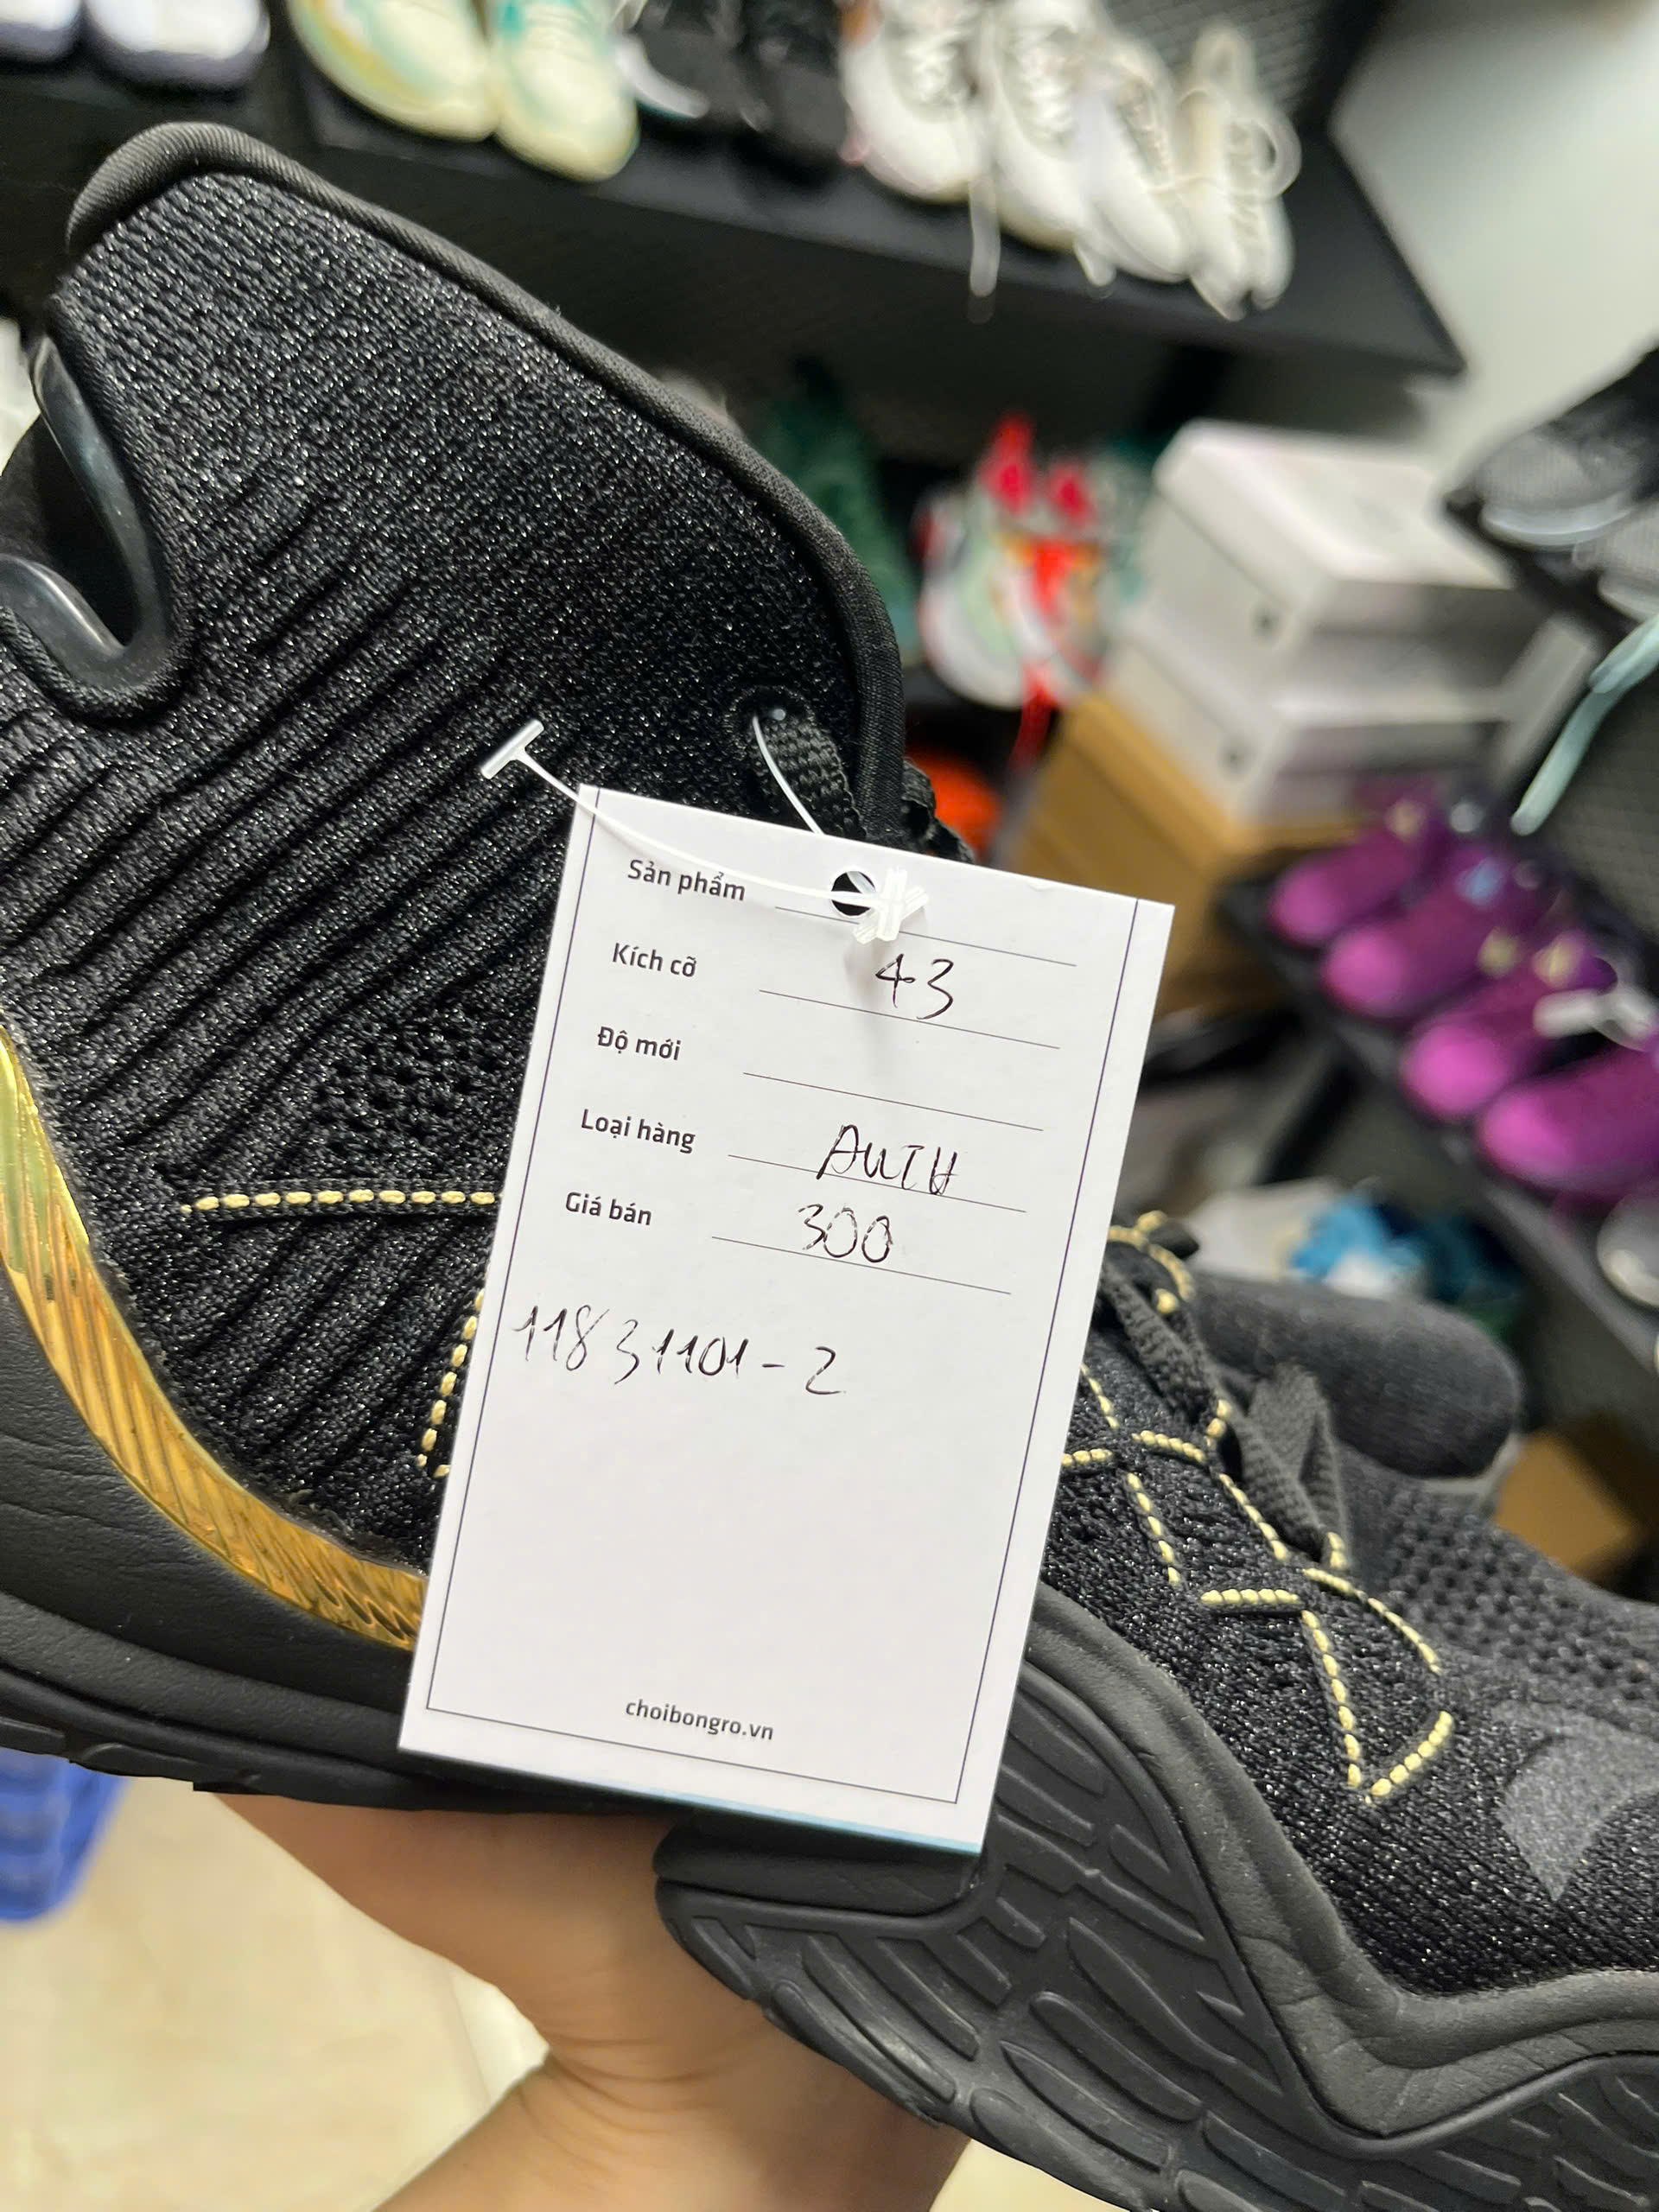 Sản phẩm
Kích cỡ 43
Độ mới
Loại hàng AUTH
Giá bán 300
11831101-2
choibongro.vn